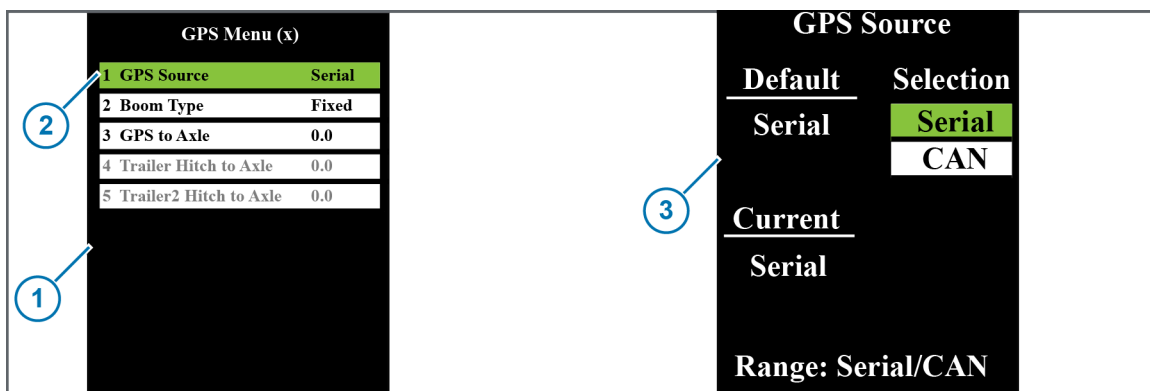 GPS Menu (x)
1 GPS Source Serial
2 Boom Type Fixed
3 GPS to Axle 0.0
4 Trailer Hitch to Axle 0.0
5 Trailer2 Hitch to Axle 0.0
2
1
GPS Source
Default Selection
Serial Serial
CAN
3
Current
Serial
Range: Serial/CAN